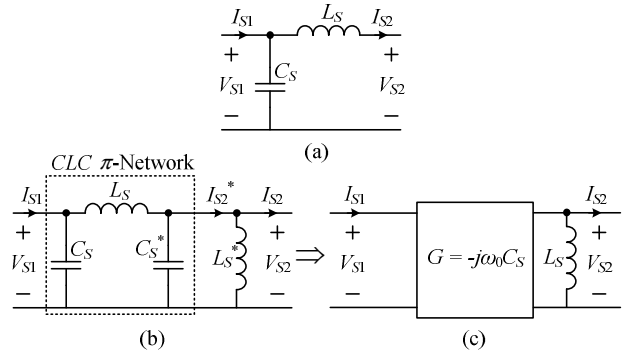 I_S1 L_S I_S2
+ C_S +
V_S1 V_S2
− −
(a)
CLC π-Network
I_S1 L_S I_S2* I_S2
+ C_S C_S* L_S* +
V_S1 V_S2
− −
(b)
⇒
I_S1 I_S2
+ G = -jω₀C_S L_S* +
V_S1 V_S2
− −
(c)